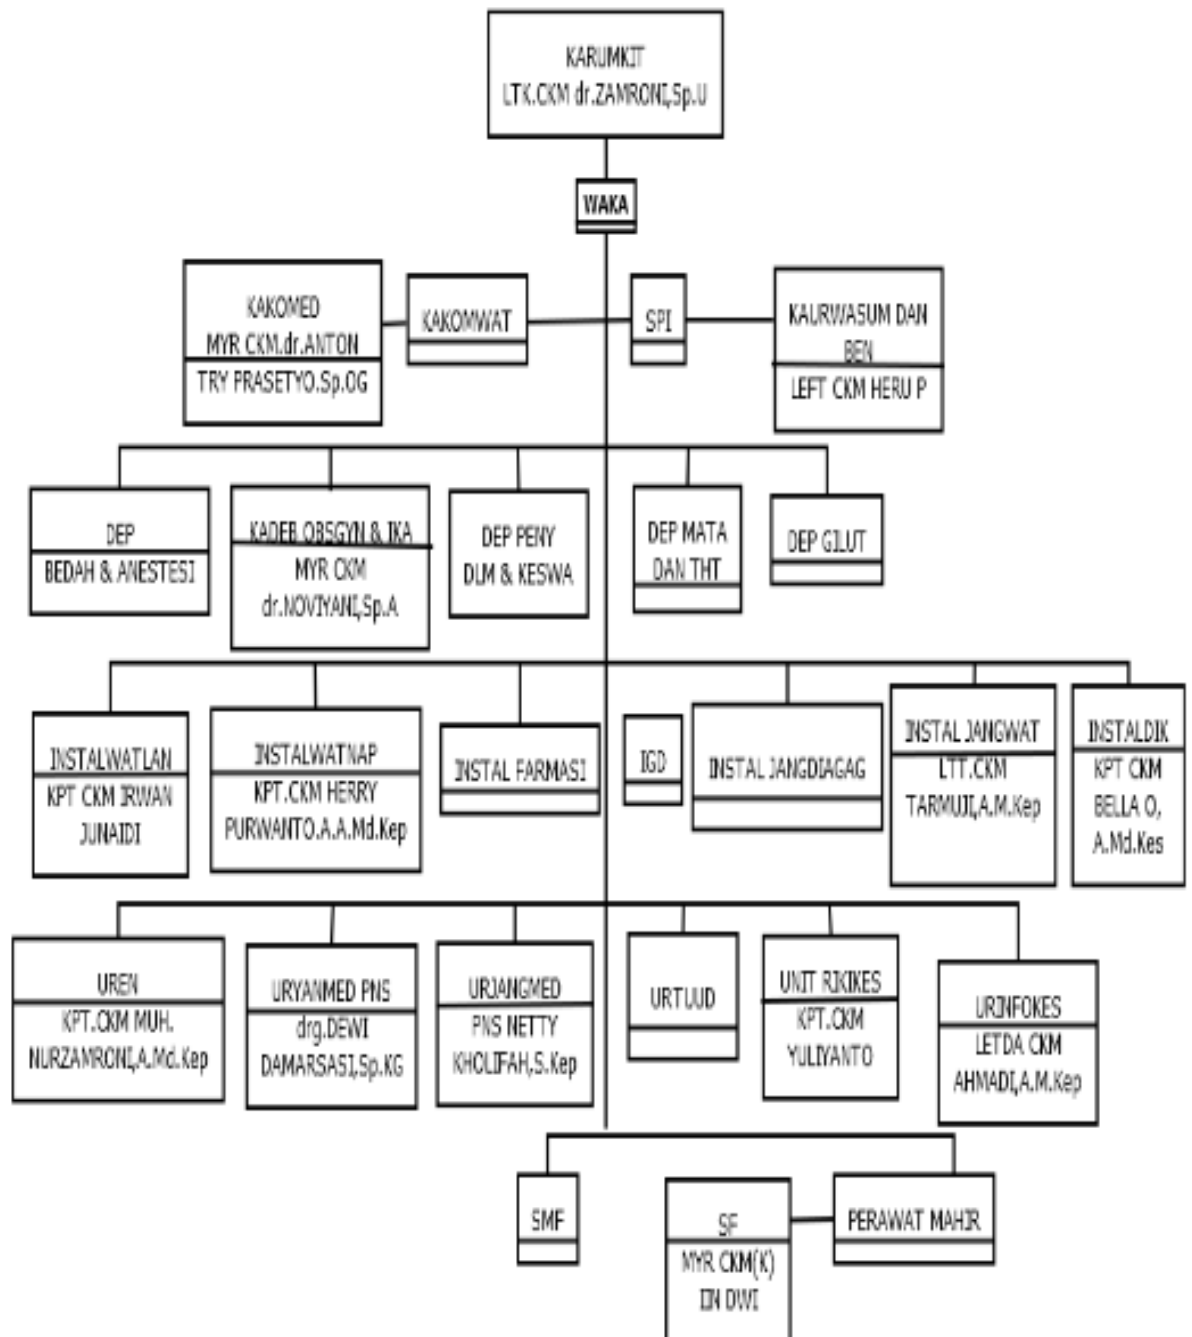 KARUMKIT
LTK.CKM dr.ZAMRONI,Sp.U
WAKA
KAKOMED
MYR CKM.dr.ANTON
TRY PRASETYO.Sp.OG
KAKOMWAT
SPI
KAURWASUM DAN
BEN
LEFT CKM HERU P
DEP
BEDAH & ANESTESI
KADEB OBSGYN & IKA
MYR CKM
dr.NOVIYANI,Sp.A
DEP PENY
DLM & KESWA
DEP MATA
DAN THT
DEP GILUT
INSTALWATLAN
KPT CKM IRWAN
JUNAIDI
INSTALWATNAP
KPT.CKM HERRY
PURWANTO.A.A.Md.Kep
INSTAL FARMASI
IGD
INSTAL JANGDIAGAG
INSTAL JANGWAT
LTT.CKM
TARMUJI,A.M.Kep
INSTALDIK
KPT CKM
BELLA O,
A.Md.Kes
UREN
KPT.CKM MUH.
NURZAMRONI,A.Md.Kep
URYANMED PNS
drg.DEWI
DAMARSASI,Sp.KG
URJANGMED
PNS NETTY
KHOLIFAH,S.Kep
URTUUD
UNIT RIKIKES
KPT.CKM
YULIYANTO
URINFOKES
LETDA CKM
AHMADI,A.M.Kep
SMF
SF
MYR CKM(K)
IIN DWI
PERAWAT MAHIR